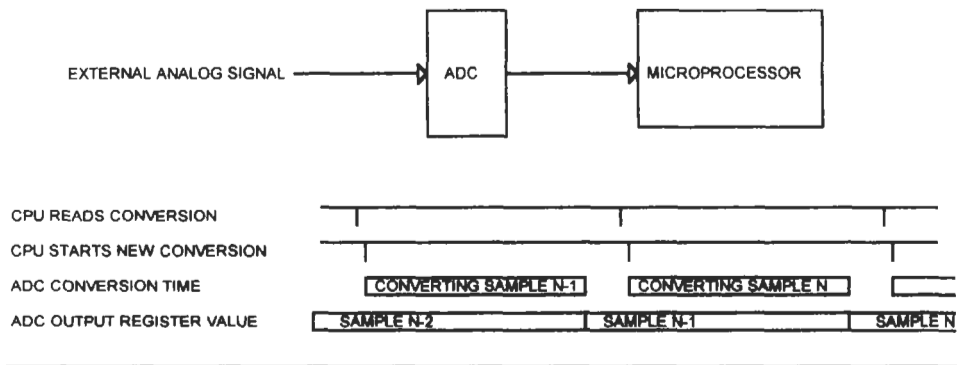 EXTERNAL ANALOG SIGNAL ADC MICROPROCESSOR
CPU READS CONVERSION
CPU STARTS NEW CONVERSION
ADC CONVERSION TIME CONVERTING SAMPLE N-1 CONVERTING SAMPLE N
ADC OUTPUT REGISTER VALUE SAMPLE N-2 SAMPLE N-1 SAMPLE N